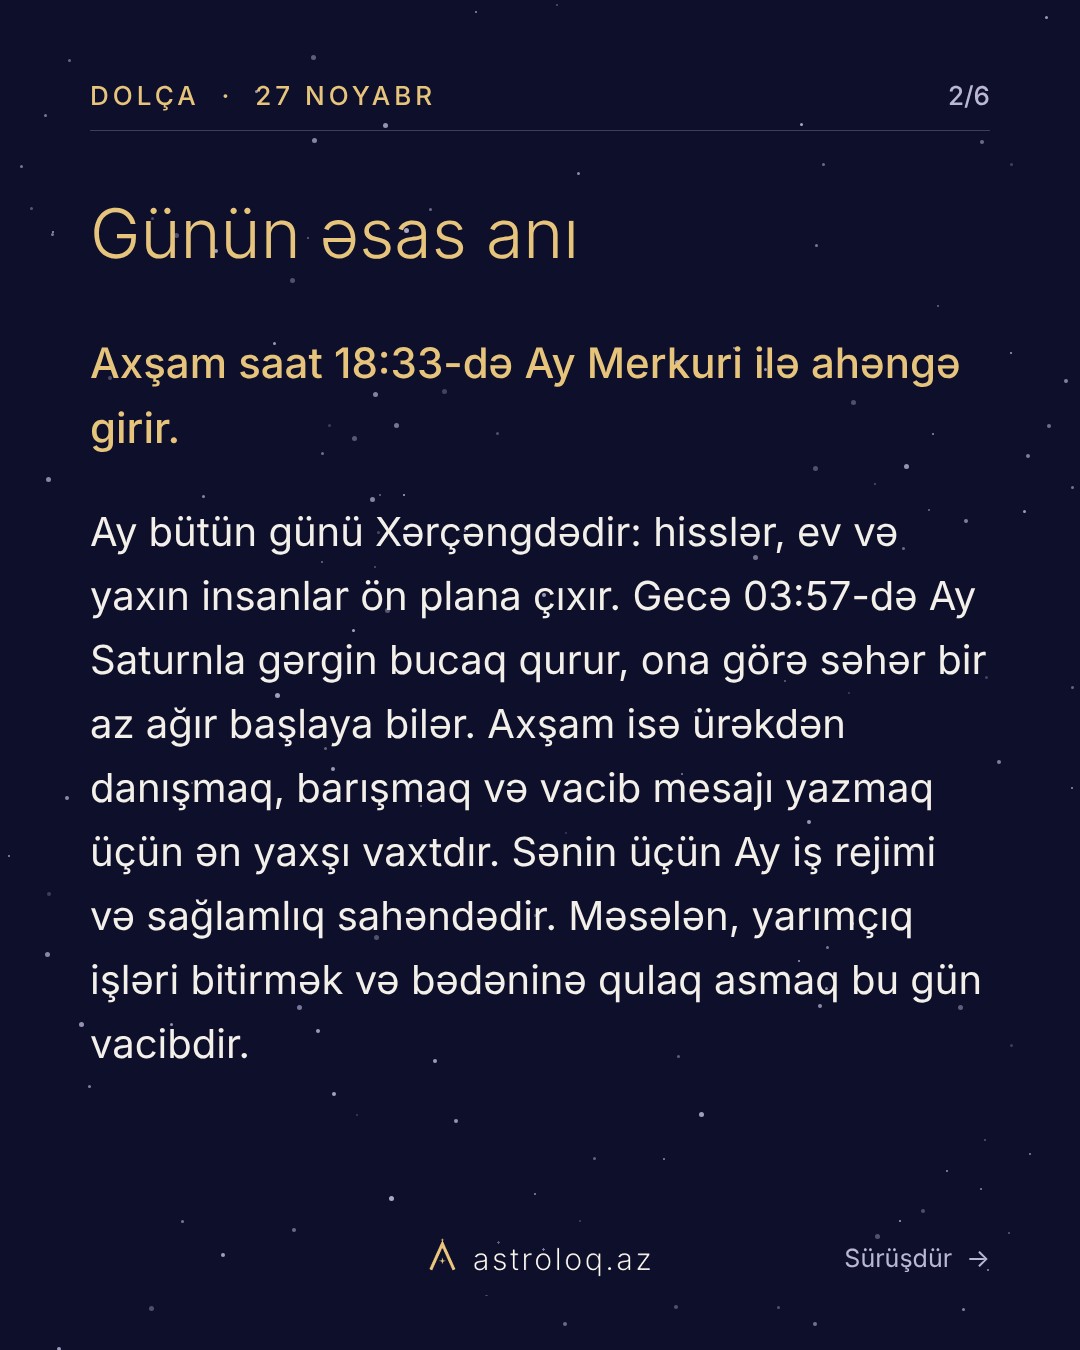 DOLÇA · 27 NOYABR
2/6
Günün əsas anı
Axşam saat 18:33-də Ay Merkuri ilə ahəngə
girir.
Ay bütün günü Xərçəngdədir: hisslər, ev və
yaxın insanlar ön plana çıxır. Gecə 03:57-də Ay
Saturnla gərgin bucaq qurur, ona görə səhər bir
az ağır başlaya bilər. Axşam isə ürəkdən
danışmaq, barışmaq və vacib mesajı yazmaq
üçün ən yaxşı vaxtdır. Sənin üçün Ay iş rejimi
və sağlamlıq sahəndədir. Məsələn, yarımçıq
işləri bitirmək və bədəninə qulaq asmaq bu gün
vacibdir.
astroloq.az
Sürüşdür →